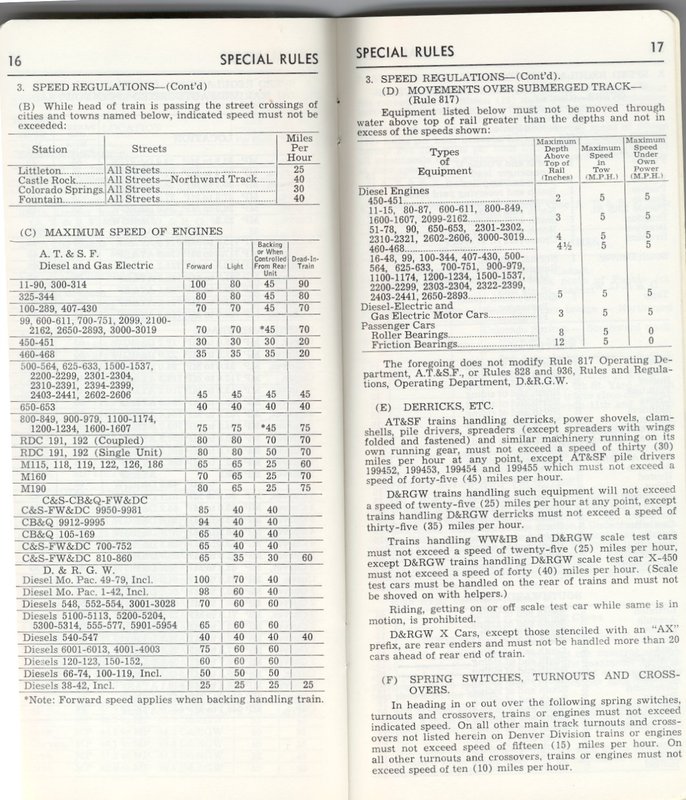 16 SPECIAL RULES
3. SPEED REGULATIONS—(Cont'd)
(B) While head of train is passing the street crossings of
cities and towns named below, indicated speed must not be
exceeded:
Station Streets Miles Per Hour
Littleton All Streets 25
Castle Rock All Streets—Northward Track 40
Colorado Springs All Streets 30
Fountain All Streets 40
(C) MAXIMUM SPEED OF ENGINES
A. T. & S. F.
Diesel and Gas Electric Forward Light Backing or When Controlled From Rear Unit Dead-In-Train
11-90, 300-314 100 80 45 90
325-344 80 80 45 80
100-289, 407-430 70 70 45 70
99, 600-611, 700-751, 2099, 2100-
2162, 2650-2893, 3000-3019 70 70 *45 70
450-451 30 30 30 20
460-468 35 35 35 20
500-564, 625-633, 1500-1537,
2200-2299, 2301-2304,
2310-2391, 2394-2399,
2403-2441, 2602-2606 45 45 45 45
650-653 40 40 40 40
800-849, 900-979, 1100-1174,
1200-1234, 1600-1607 75 75 *45 75
RDC 191, 192 (Coupled) 80 80 70 70
RDC 191, 192 (Single Unit) 80 80 50 70
M115, 118, 119, 122, 126, 186 65 65 25 60
M160 70 65 25 70
M190 80 65 25 75
C&S-CB&Q-FW&DC
C&S-FW&DC 9950-9981 85 40 40
CB&Q 9912-9995 94 40 40
CB&Q 105-169 65 40 40
C&S-FW&DC 700-752 65 40 40
C&S-FW&DC 810-860 65 35 30 60
D. & R. G. W.
Diesel Mo. Pac. 49-79, Incl. 100 70 40
Diesel Mo. Pac. 1-42, Incl. 98 60 40
Diesels 548, 552-554, 3001-3028 70 60 60
Diesels 5100-5113, 5200-5204,
5300-5314, 555-577, 5901-5954 65 60 60
Diesels 540-547 40 40 40 40
Diesels 6001-6013, 4001-4003 75 60 60
Diesels 120-123, 150-152, 60 60 60
Diesels 66-74, 100-119, Incl. 50 50 50
Diesels 38-42, Incl. 25 25 25 25
*Note: Forward speed applies when backing handling train.
SPECIAL RULES 17
3. SPEED REGULATIONS—(Cont'd).
(D) MOVEMENTS OVER SUBMERGED TRACK—
(Rule 817)
Equipment listed below must not be moved through
water above top of rail greater than the depths and not in
excess of the speeds shown:
Types of Equipment Maximum Depth Above Top of Rail (Inches) Maximum Speed in Tow (M.P.H.) Maximum Speed Under Own Power (M.P.H.)
Diesel Engines
450-451 2 5 5
11-15, 80-87, 600-611, 800-849,
1600-1607, 2099-2162 3 5 5
51-78, 90, 650-653, 2301-2302,
2310-2321, 2602-2606, 3000-3019 4 5 5
460-468 4½ 5 5
16-48, 99, 100-344, 407-430, 500-
564, 625-633, 700-751, 900-979,
1100-1174, 1200-1234, 1500-1537,
2200-2299, 2303-2304, 2322-2399,
2403-2441, 2650-2893 5 5 5
Diesel-Electric and
Gas Electric Motor Cars 3 5 5
Passenger Cars
Roller Bearings 8 5 0
Friction Bearings 12 5 0
The foregoing does not modify Rule 817 Operating De-
partment, A.T.&S.F., or Rules 828 and 936, Rules and Regula-
tions, Operating Department, D.&R.G.W.
(E) DERRICKS, ETC.
AT&SF trains handling derricks, power shovels, clam-
shells, pile drivers, spreaders (except spreaders with wings
folded and fastened) and similar machinery running on its
own running gear, must not exceed a speed of thirty (30)
miles per hour at any point, except AT&SF pile drivers
199452, 199453, 199454 and 199455 which must not exceed a
speed of forty-five (45) miles per hour.
D&RGW trains handling such equipment will not exceed
a speed of twenty-five (25) miles per hour at any point, except
trains handling D&RGW derricks must not exceed a speed of
thirty-five (35) miles per hour.
Trains handling WW&IB and D&RGW scale test cars
must not exceed a speed of twenty-five (25) miles per hour,
except D&RGW trains handling D&RGW scale test car X-450
must not exceed a speed of forty (40) miles per hour. (Scale
test cars must be handled on the rear of trains and must not
be shoved on with helpers.)
Riding, getting on or off scale test car while same is in
motion, is prohibited.
D&RGW X Cars, except those stenciled with an "AX"
prefix, are rear enders and must not be handled more than 20
cars ahead of rear end of train.
(F) SPRING SWITCHES, TURNOUTS AND CROSS-
OVERS.
In heading in or out over the following spring switches,
turnouts and crossovers, trains or engines must not exceed
indicated speed. On all other main track turnouts and cross-
overs not listed herein on Denver Division trains or engines
must not exceed speed of fifteen (15) miles per hour. On
all other turnouts and crossovers, trains or engines must not
exceed speed of ten (10) miles per hour.